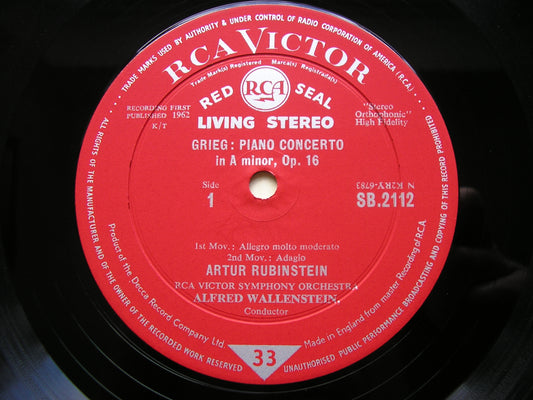 TRADE MARKS USED BY AUTHORITY & UNDER CONTROL OF RADIO CORPORATION OF AMERICA (R.C.A.)
RCA VICTOR
Trade Mark(s) Registered Marca(s) Registrada(s)
RED RCA SEAL
LIVING STEREO
RECORDING FIRST
PUBLISHED 1962
K/T
"Stereo
Orthophonic"
High Fidelity
GRIEG: PIANO CONCERTO
in A minor, Op. 16
Side
1
N K2RY-6783
SB.2112
1st Mov.: Allegro molto moderato
2nd Mov.: Adagio
ARTUR RUBINSTEIN
RCA VICTOR SYMPHONY ORCHESTRA
ALFRED WALLENSTEIN,
Conductor
Product of the Decca Record Company Ltd.
Made in England from master Recording of R.C.A.
33
ALL RIGHTS OF THE MANUFACTURER AND OF THE OWNER OF THE RECORDED WORK RESERVED
UNAUTHORISED PUBLIC PERFORMANCE BROADCASTING AND COPYING OF THIS RECORD PROHIBITED